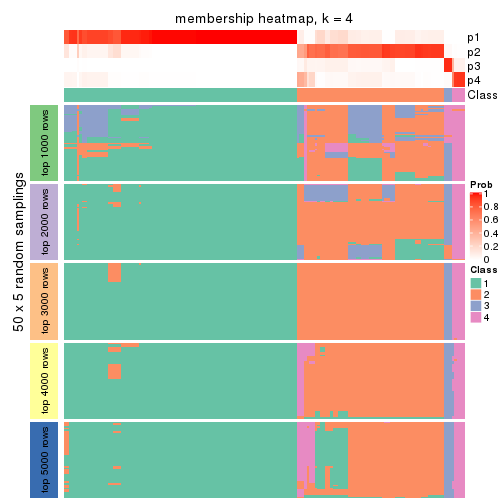 membership heatmap, k = 4
p1
p2
p3
p4
Class
50 x 5 random samplings
top 1000 rows
top 2000 rows
top 3000 rows
top 4000 rows
top 5000 rows
Prob
1
0.8
0.6
0.4
0.2
0
Class
1
2
3
4